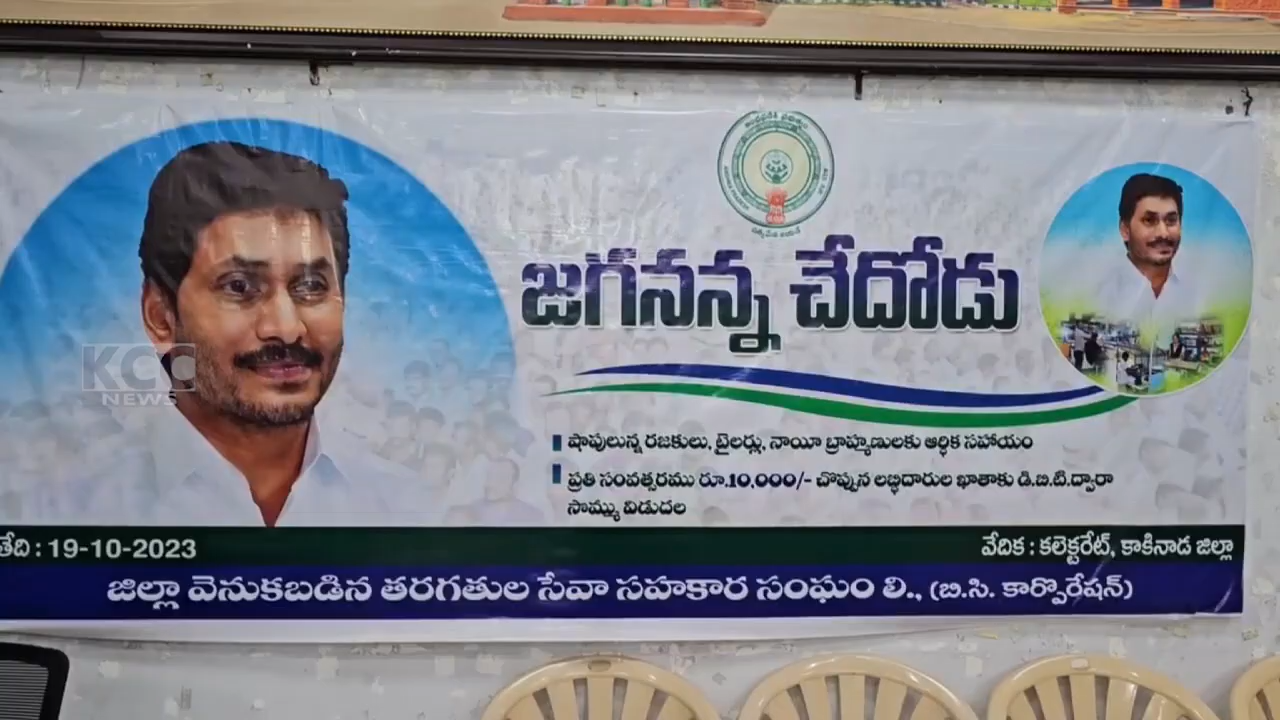 జగనన్న చేదోడు
షాపులున్న రజకులు, టైలర్లు, నాయీ బ్రాహ్మణులకు ఆర్థిక సహాయం
ప్రతి సంవత్సరము రూ.10,000/- చొప్పున లబ్ధిదారుల ఖాతాకు డి.బి.టి.ద్వారా
సొమ్ము విడుదల
KCC
NEWS
తేది : 19-10-2023
వేదిక : కలెక్టరేట్, కాకినాడ జిల్లా
జిల్లా వెనుకబడిన తరగతుల సేవా సహకార సంఘం లి., (బి.సి. కార్పొరేషన్)